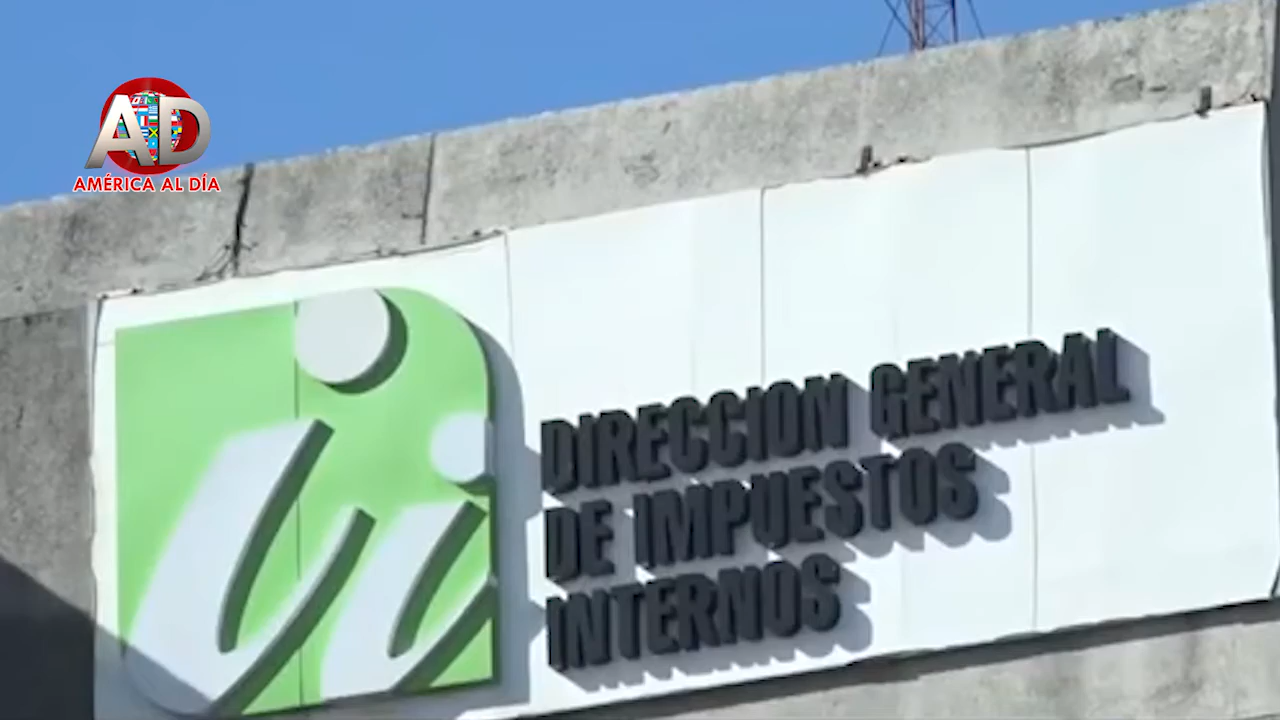 AD
AMÉRICA AL DÍA
DIRECCION GENERAL
DE IMPUESTOS
INTERNOS